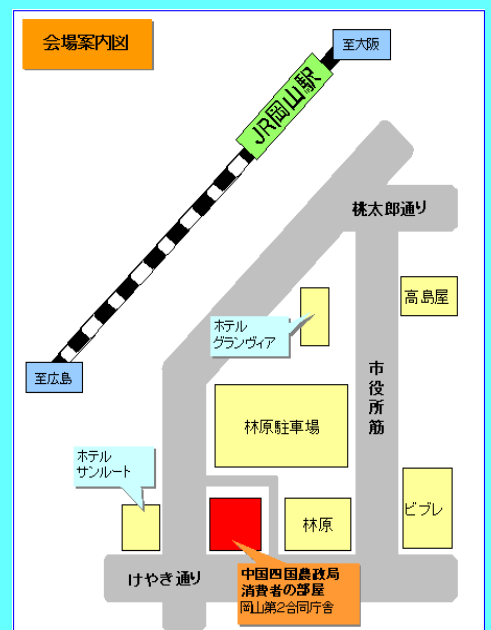 会場案内図
至大阪
JR岡山駅
桃太郎通り
高島屋
ホテル
グランヴィア
至広島
市役所筋
林原駐車場
ホテル
サンルート
ビブレ
林原
けやき通り
中国四国農政局
消費者の部屋
岡山第2合同庁舎